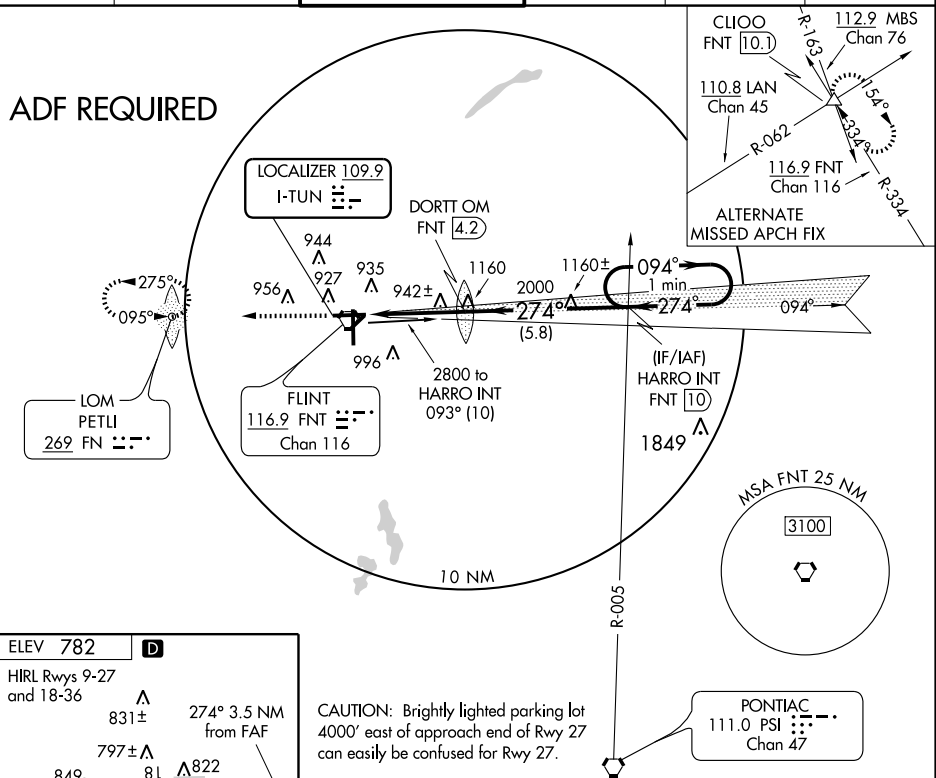 ADF REQUIRED
CLIOO
FNT 10.1
R-163
112.9 MBS
Chan 76
110.8 LAN
Chan 45
R-062
154°
334°
116.9 FNT
Chan 116
R-334
ALTERNATE
MISSED APCH FIX
LOCALIZER 109.9
I-TUN
DORTT OM
FNT 4.2
944
927
935
956
942±
1160
1160±
2000
094°
1 min
274°
274
(5.8)
094°
275°
095°
996
2800 to
HARRO INT
093° (10)
(IF/IAF)
HARRO INT
FNT 10
1849
LOM
PETLI
269 FN
FLINT
116.9 FNT
Chan 116
MSA FNT 25 NM
3100
10 NM
R-005
ELEV 782 D
HIRL Rwys 9-27
and 18-36
831±
274° 3.5 NM
from FAF
797±
849
8L
822
CAUTION: Brightly lighted parking lot
4000' east of approach end of Rwy 27
can easily be confused for Rwy 27.
PONTIAC
111.0 PSI
Chan 47